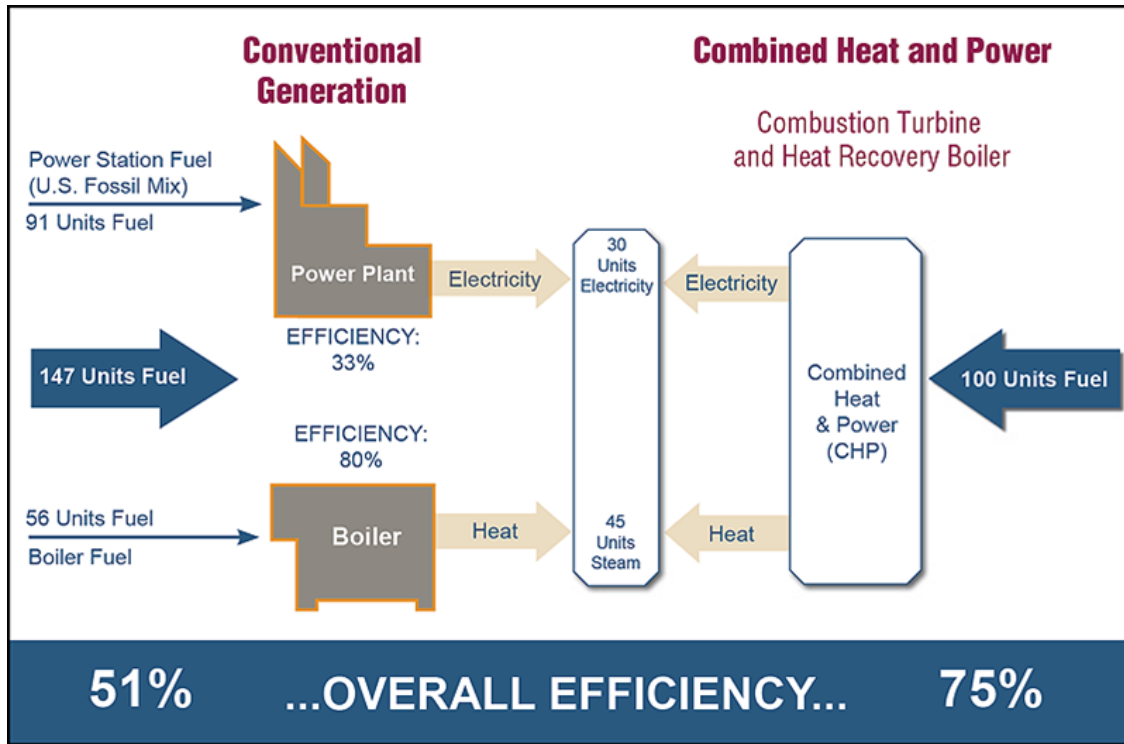 Conventional
Generation
Combined Heat and Power
Combustion Turbine
and Heat Recovery Boiler
Power Station Fuel
(U.S. Fossil Mix)
91 Units Fuel
Power Plant
Electricity
30
Units
Electricity
Electricity
EFFICIENCY:
33%
147 Units Fuel
Combined
Heat
& Power
(CHP)
100 Units Fuel
EFFICIENCY:
80%
56 Units Fuel
Boiler Fuel
Boiler
Heat
45
Units
Steam
Heat
51%
...OVERALL EFFICIENCY...
75%